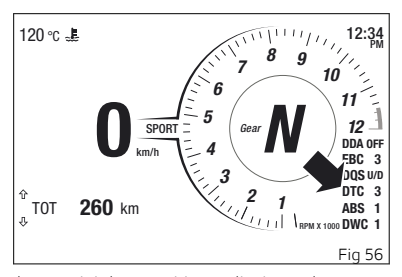 120 °C
12:34
PM
8
9
7
10
6
11
5
12
4
3
2
1
Gear
N
SPORT
0
km/h
RPM X 1000
DDA OFF
EBC 3
DQS U/D
DTC 3
ABS 1
DWC 1
TOT 260 km
Fig 56